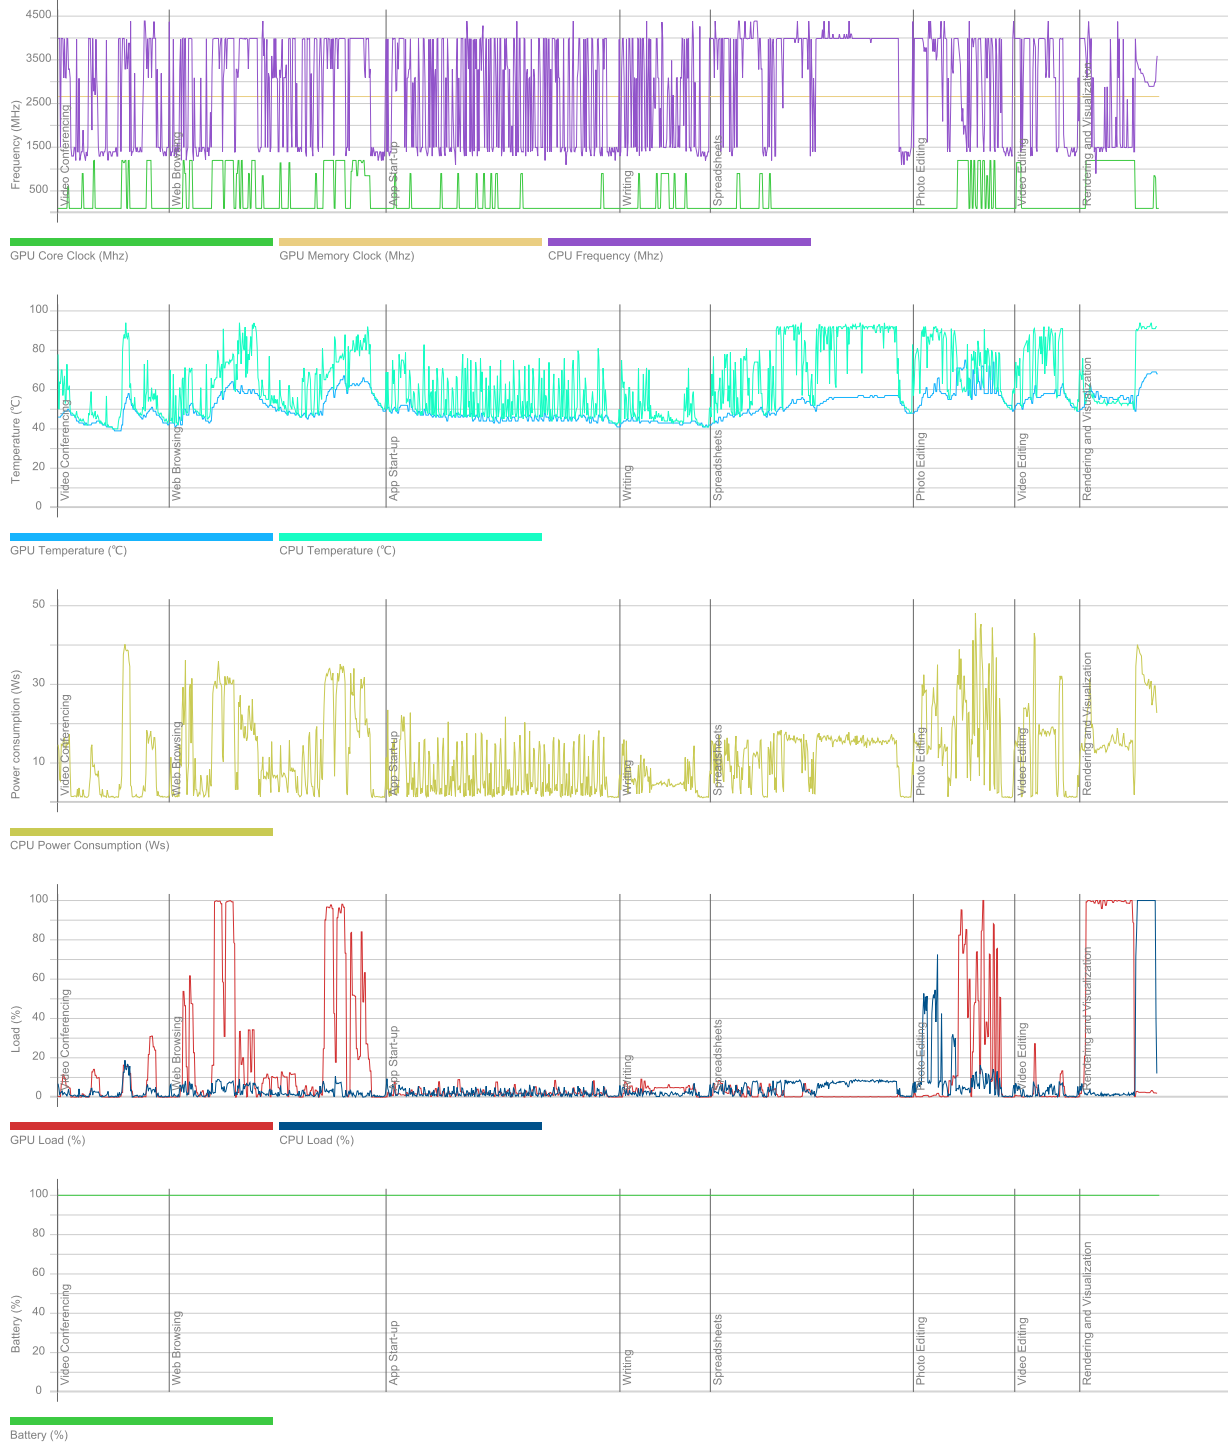 4500
3500
2500
1500
500
Frequency (MHz)
Video Conferencing
Web Browsing
App Start-up
Writing
Spreadsheets
Photo Editing
Video Editing
Rendering and Visualization
GPU Core Clock (Mhz)
GPU Memory Clock (Mhz)
CPU Frequency (Mhz)
100
80
60
40
20
0
Temperature (℃)
Video Conferencing
Web Browsing
App Start-up
Writing
Spreadsheets
Photo Editing
Video Editing
Rendering and Visualization
GPU Temperature (℃)
CPU Temperature (℃)
50
30
10
Power consumption (Ws)
Video Conferencing
Web Browsing
App Start-up
Writing
Spreadsheets
Photo Editing
Video Editing
Rendering and Visualization
CPU Power Consumption (Ws)
100
80
60
40
20
0
Load (%)
Video Conferencing
Web Browsing
App Start-up
Writing
Spreadsheets
Photo Editing
Video Editing
Rendering and Visualization
GPU Load (%)
CPU Load (%)
100
80
60
40
20
0
Battery (%)
Video Conferencing
Web Browsing
App Start-up
Writing
Spreadsheets
Photo Editing
Video Editing
Rendering and Visualization
Battery (%)